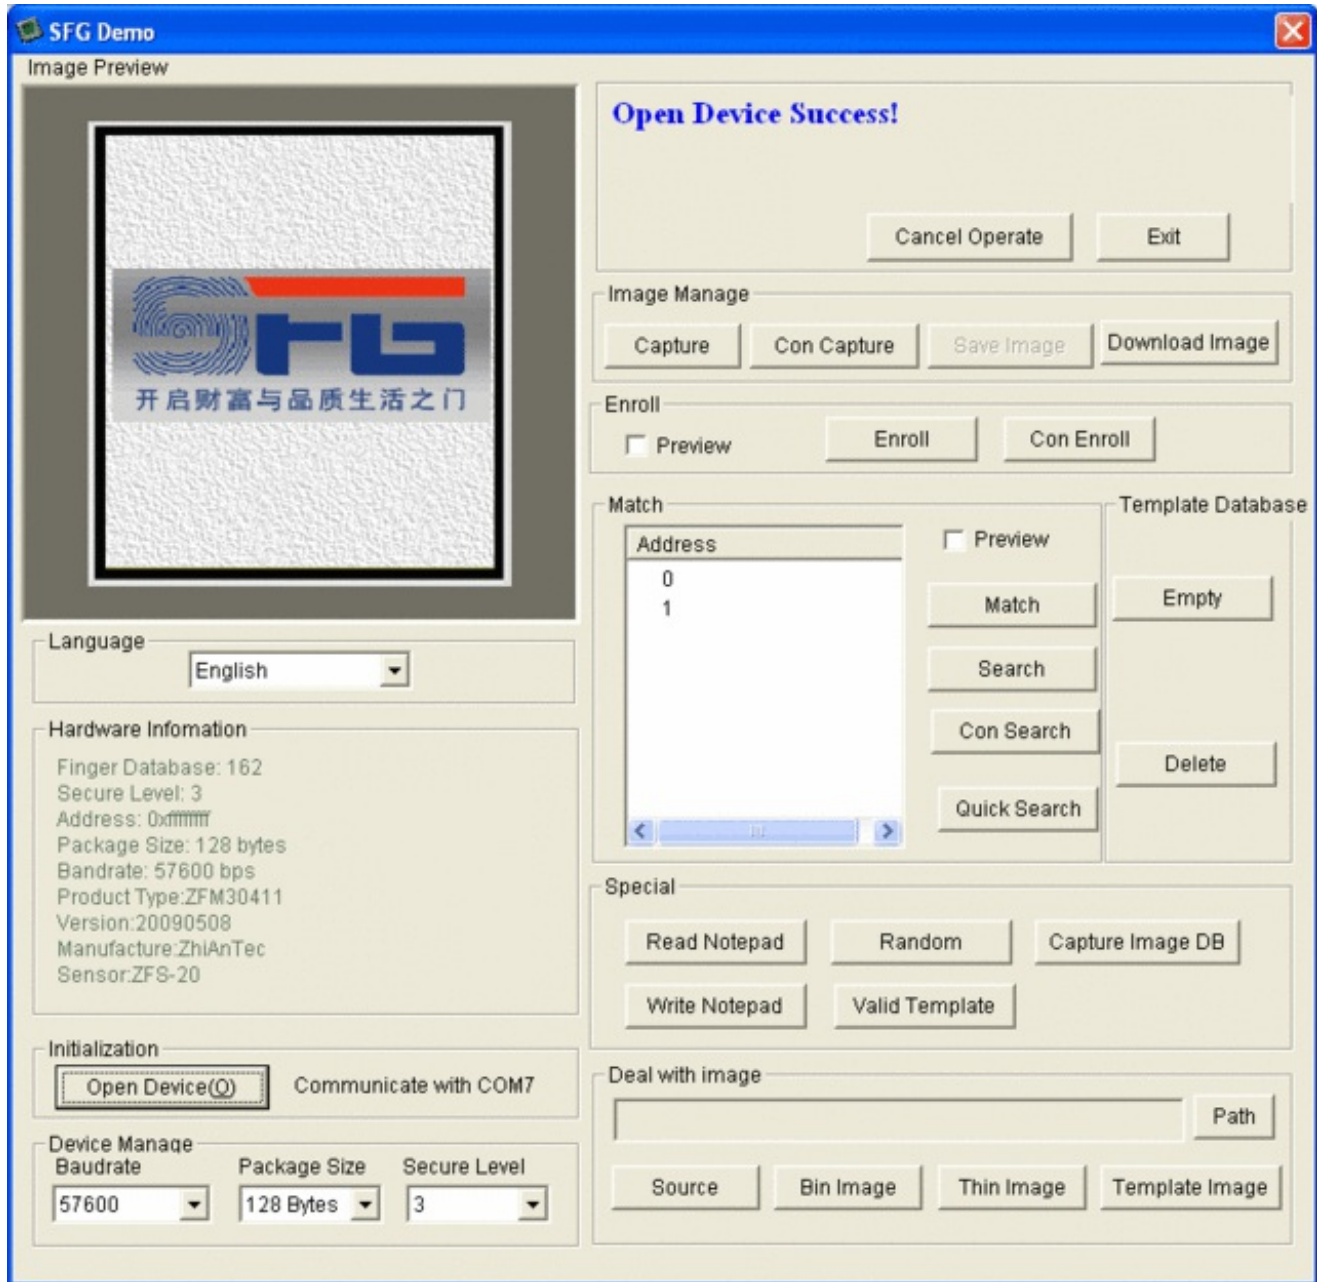 SFG Demo
Image Preview
SFG
开启财富与品质生活之门
Language
English
Hardware Infomation
Finger Database: 162
Secure Level: 3
Address: 0xffffffff
Package Size: 128 bytes
Bandrate: 57600 bps
Product Type:ZFM30411
Version:20090508
Manufacture:ZhiAnTec
Sensor:ZFS-20
Initialization
Open Device(O)
Communicate with COM7
Device Manage
Baudrate
Package Size
Secure Level
57600
128 Bytes
3
Open Device Success!
Cancel Operate
Exit
Image Manage
Capture
Con Capture
Save Image
Download Image
Enroll
Preview
Enroll
Con Enroll
Match
Address
0
1
Preview
Match
Search
Con Search
Quick Search
Template Database
Empty
Delete
Special
Read Notepad
Random
Capture Image DB
Write Notepad
Valid Template
Deal with image
Path
Source
Bin Image
Thin Image
Template Image